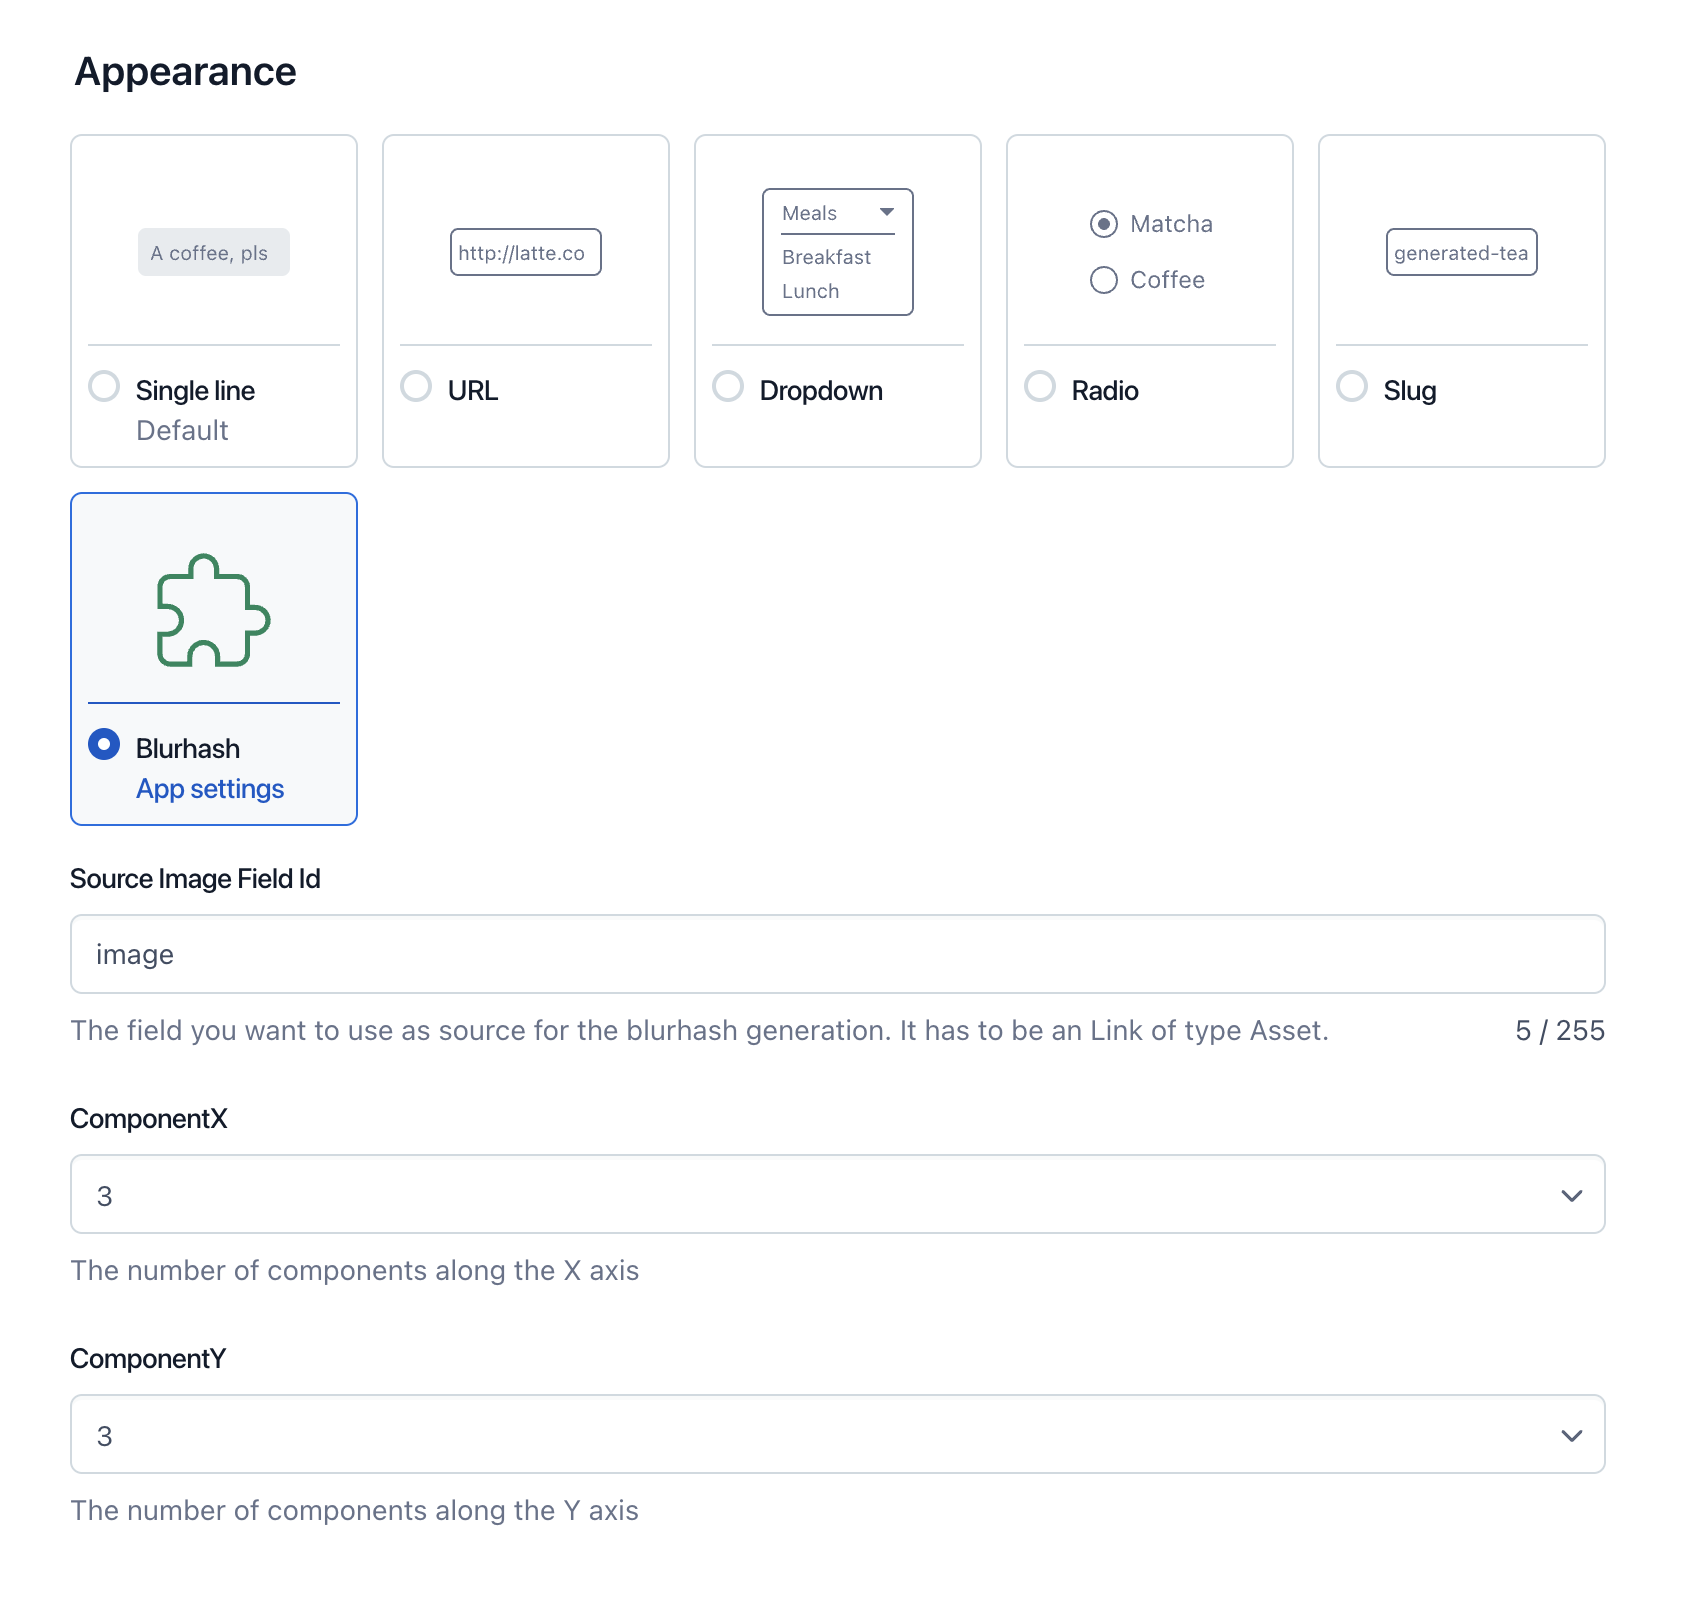 Appearance
A coffee, pls
http://latte.co
Meals
Breakfast
Lunch
Matcha
Coffee
generated-tea
Single line
Default
URL
Dropdown
Radio
Slug
Blurhash
App settings
Source Image Field Id
image
The field you want to use as source for the blurhash generation. It has to be an Link of type Asset.
5 / 255
ComponentX
3
The number of components along the X axis
ComponentY
3
The number of components along the Y axis